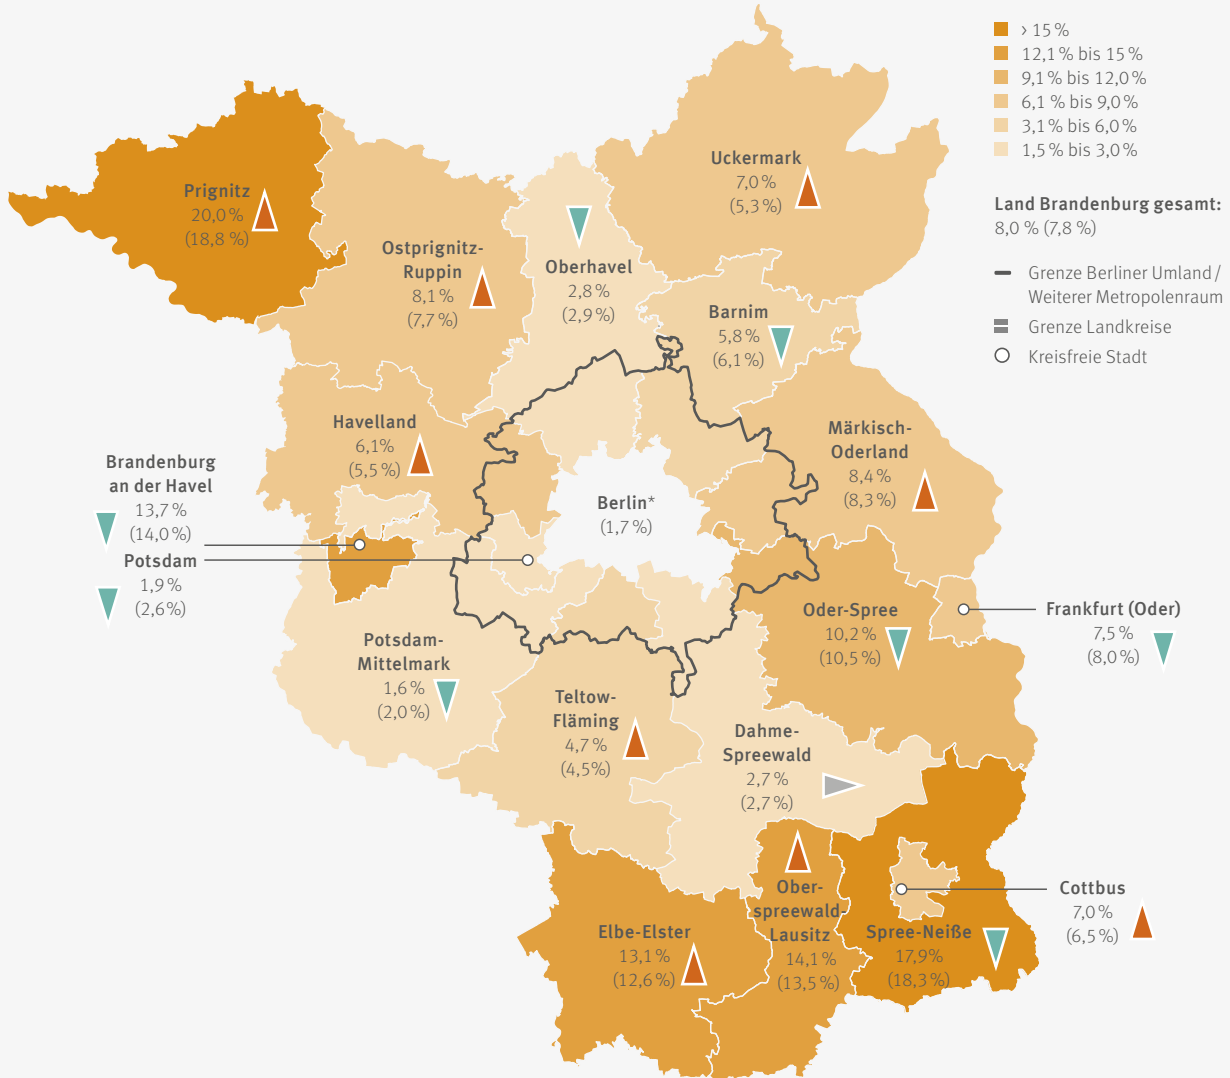 > 15 %
12,1 % bis 15 %
9,1 % bis 12,0 %
6,1 % bis 9,0 %
3,1 % bis 6,0 %
1,5 % bis 3,0 %
Land Brandenburg gesamt:
8,0 % (7,8 %)
Grenze Berliner Umland /
Weiterer Metropolenraum
Grenze Landkreise
Kreisfreie Stadt
Prignitz
20,0 %
(18,8 %)
Ostprignitz-
Ruppin
8,1 %
(7,7 %)
Oberhavel
2,8 %
(2,9 %)
Uckermark
7,0 %
(5,3 %)
Barnim
5,8 %
(6,1 %)
Havelland
6,1%
(5,5 %)
Märkisch-
Oderland
8,4 %
(8,3 %)
Brandenburg
an der Havel
13,7 %
(14,0 %)
Potsdam
1,9 %
(2,6 %)
Berlin*
(1,7 %)
Potsdam-
Mittelmark
1,6 %
(2,0 %)
Teltow-
Fläming
4,7 %
(4,5%)
Oder-Spree
10,2 %
(10,5 %)
Frankfurt (Oder)
7,5 %
(8,0 %)
Dahme-
Spreewald
2,7 %
(2,7 %)
Elbe-Elster
13,1 %
(12,6 %)
Ober-
spreewald-
Lausitz
14,1 %
(13,5 %)
Spree-Neiße
17,9%
(18,3 %)
Cottbus
7,0 %
(6,5 %)